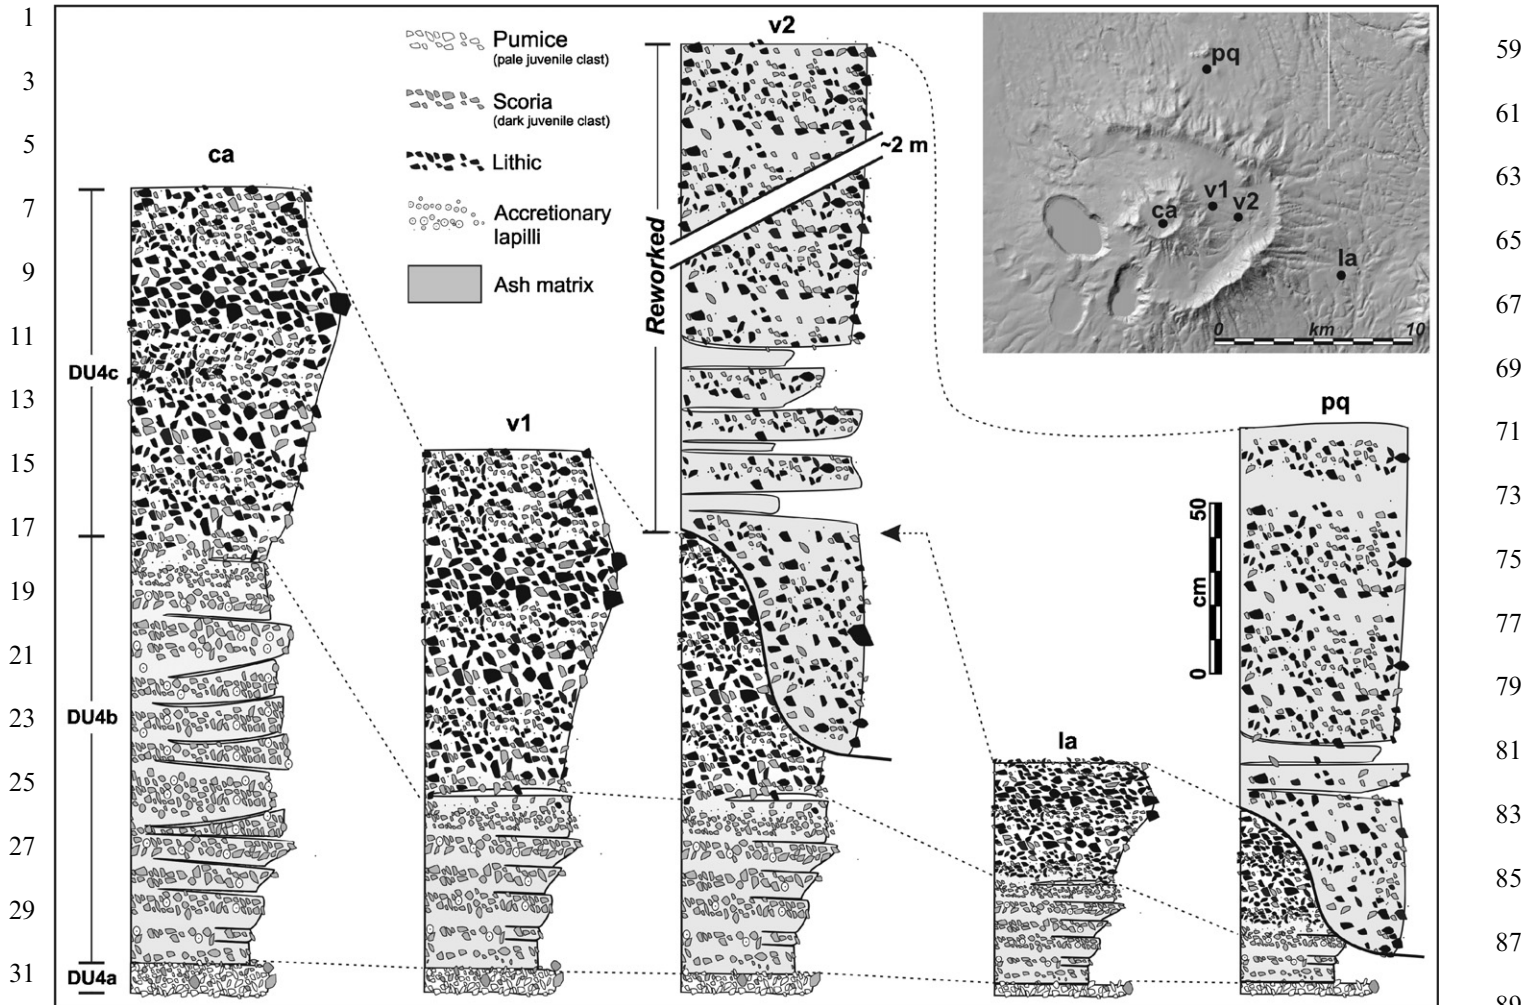 1
3
5
7
9
11
13
15
17
19
21
23
25
27
29
31
ca
DU4c
DU4b
DU4a
Pumice
(pale juvenile clast)
Scoria
(dark juvenile clast)
Lithic
Accretionary
lapilli
Ash matrix
v1
v2
~2 m
Reworked
pq
v1
v2
ca
la
0 km 10
la
pq
50
cm
0
59
61
63
65
67
69
71
73
75
77
79
81
83
85
87
89